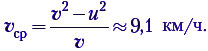 v_ср = (v² − u²)/v ≈ 9,1 км/ч.